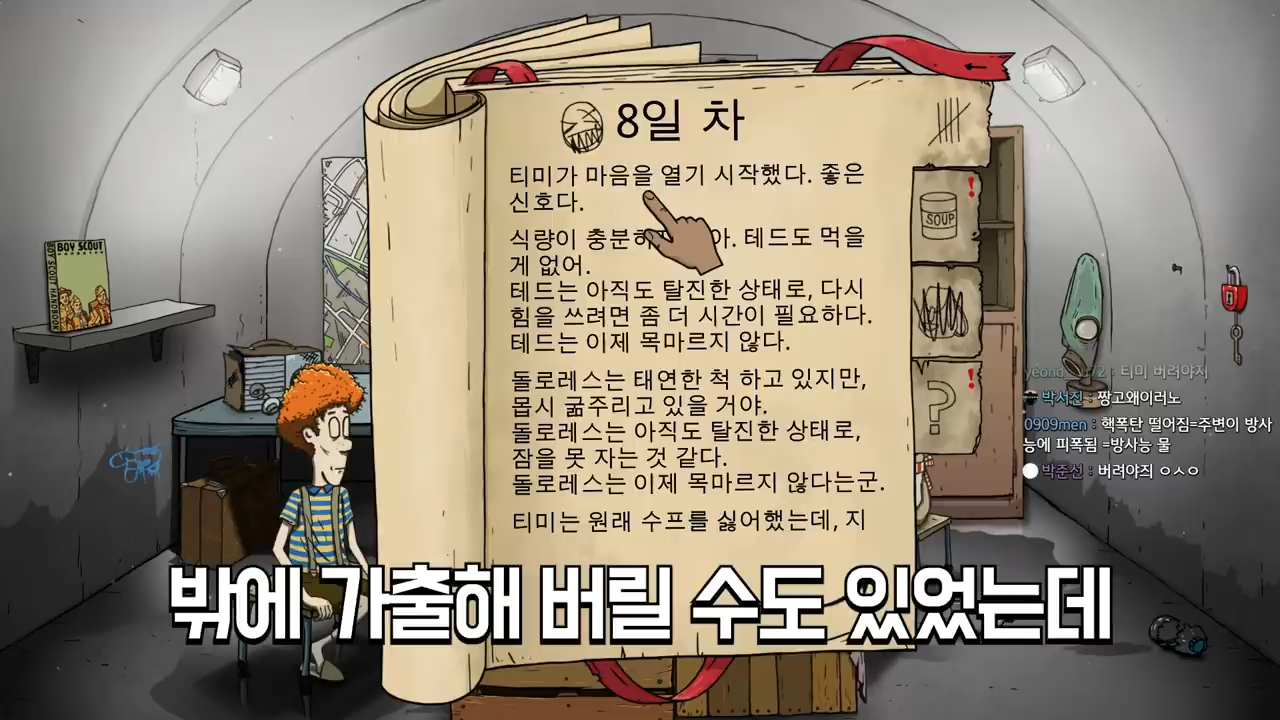 8일 차
티미가 마음을 열기 시작했다. 좋은
신호다.
식량이 아. 테드도 먹을
게 없어.
테드는 아직도 탈진한 상태로, 다시
힘을 쓰려면 좀 더 시간이 필요하다.
테드는 이제 목마르지 않다.
돌로레스는 태연한 척 하고 있지만,
몹시 굶주리고 있을 거야.
돌로레스는 아직도 탈진한 상태로,
잠을 못 자는 것 같다.
돌로레스는 이제 목마르지 않다는군.
티미는 원래 수프를 싫어했는데, 지
SOUP
!
?
!
BOY SCOUT
HANDBOOK
BOY SCOUT HANDBOOK
티미 버려야지
박서진 : 짱고왜이러노
0909men : 핵폭탄 떨어짐=주변이 방사
능에 피폭됨 =방사능 물
박준선 : 버려야즤 ㅇㅅㅇ
밖에 가출해 버릴 수도 있었는데